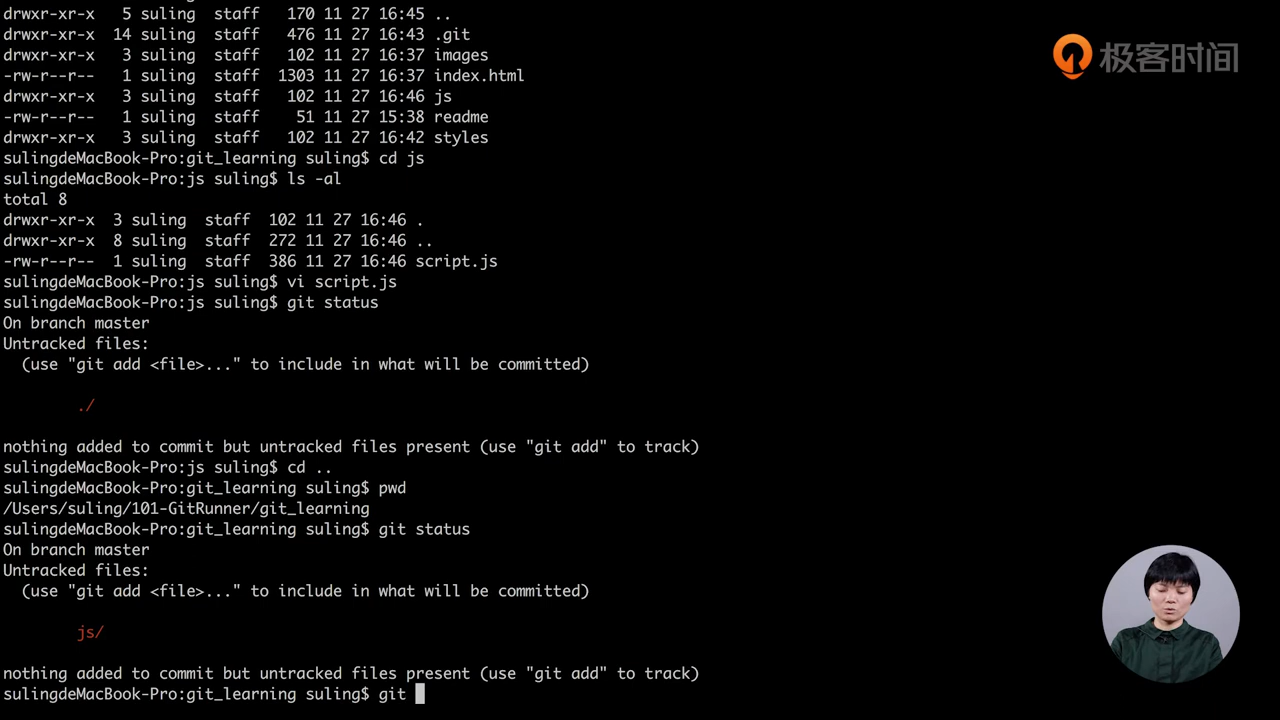 drwxr-xr-x  5 suling  staff   170 11 27 16:45 ..
drwxr-xr-x  14 suling  staff   476 11 27 16:43 .git
drwxr-xr-x  3 suling  staff   102 11 27 16:37 images
-rw-r--r--  1 suling  staff  1303 11 27 16:37 index.html
drwxr-xr-x  3 suling  staff   102 11 27 16:46 js
-rw-r--r--  1 suling  staff    51 11 27 15:38 readme
drwxr-xr-x  3 suling  staff   102 11 27 16:42 styles
sulingdeMacBook-Pro:git_learning suling$ cd js
sulingdeMacBook-Pro:js suling$ ls -al
total 8
drwxr-xr-x  3 suling  staff  102 11 27 16:46 .
drwxr-xr-x  8 suling  staff  272 11 27 16:46 ..
-rw-r--r--  1 suling  staff  386 11 27 16:46 script.js
sulingdeMacBook-Pro:js suling$ vi script.js
sulingdeMacBook-Pro:js suling$ git status
On branch master
Untracked files:
  (use "git add <file>..." to include in what will be committed)
./
nothing added to commit but untracked files present (use "git add" to track)
sulingdeMacBook-Pro:js suling$ cd ..
sulingdeMacBook-Pro:git_learning suling$ pwd
/Users/suling/101-GitRunner/git_learning
sulingdeMacBook-Pro:git_learning suling$ git status
On branch master
Untracked files:
  (use "git add <file>..." to include in what will be committed)
js/
nothing added to commit but untracked files present (use "git add" to track)
sulingdeMacBook-Pro:git_learning suling$ git
极客时间